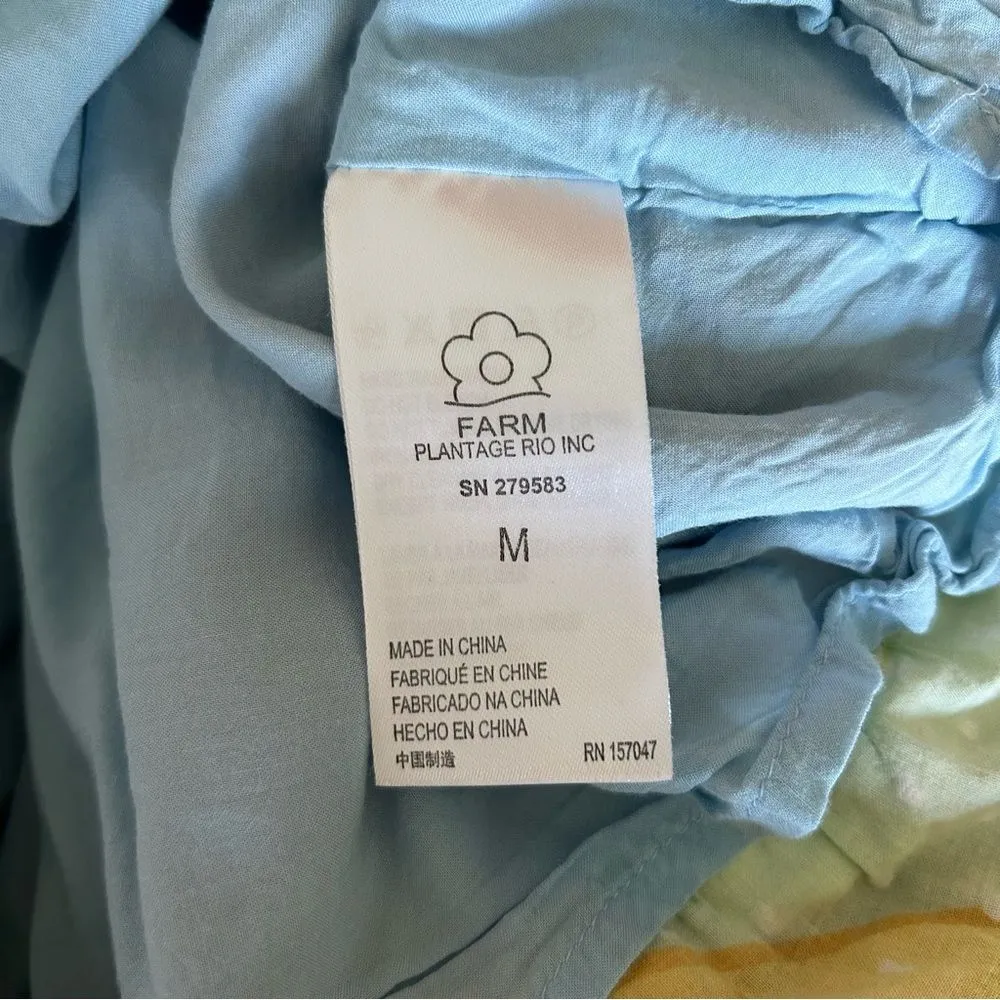 FARM
PLANTAGE RIO INC
SN 279583
M
MADE IN CHINA
FABRIQUÉ EN CHINE
FABRICADO NA CHINA
HECHO EN CHINA
中国制造
RN 157047